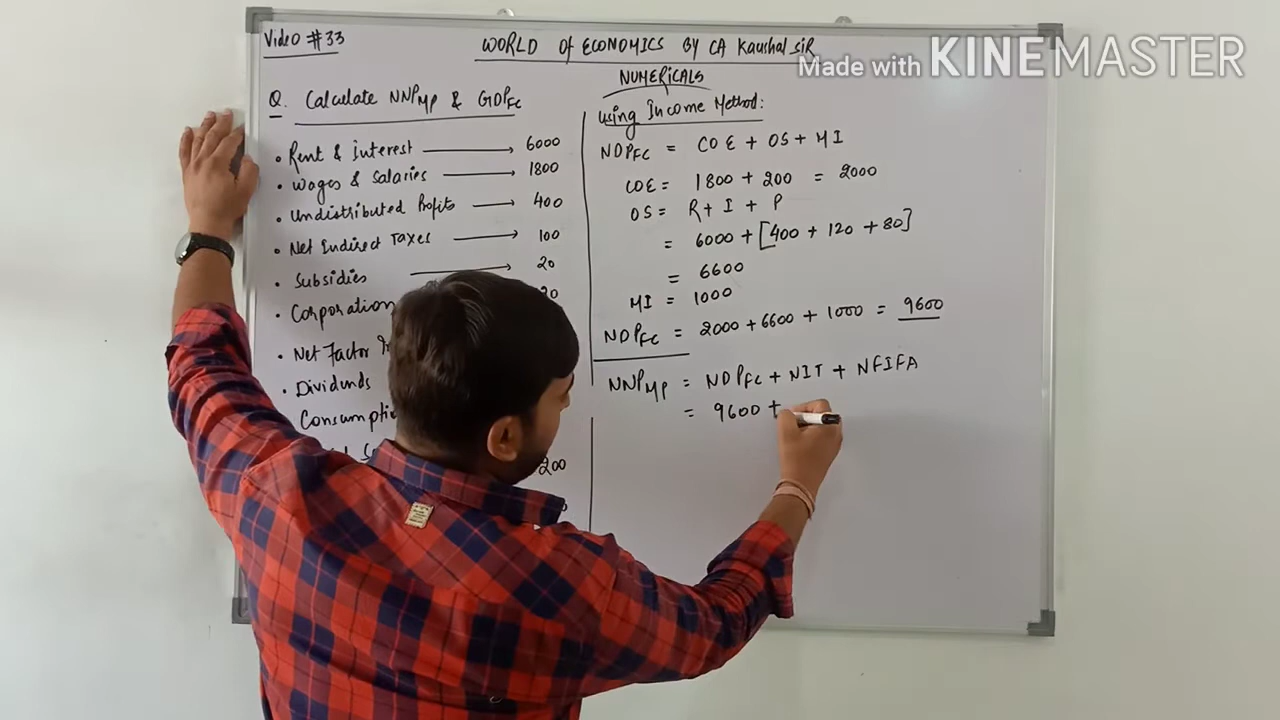 Video #33
WORLD of ECONOMICS BY CA Kaushal SIR
Made with KINEMASTER
NUMERICALS
Q. Calculate NNPMP & GDPFC
• Rent & Interest → 6000
• Wages & Salaries → 1800
• Undistributed Profits → 400
• Net Indirect Taxes → 100
• Subsidies → 20
• Corporation 20
• Net Factor
• Dividends
Consumption
200
Using Income Method:
NDPFC = COE + OS + MI
COE = 1800 + 200 = 2000
OS = R + I + P
= 6000 + [400 + 120 + 80]
= 6600
MI = 1000
NDPFC = 2000 + 6600 + 1000 = 9600
NNPMP = NDPFC + NIT + NFIFA
= 9600 +